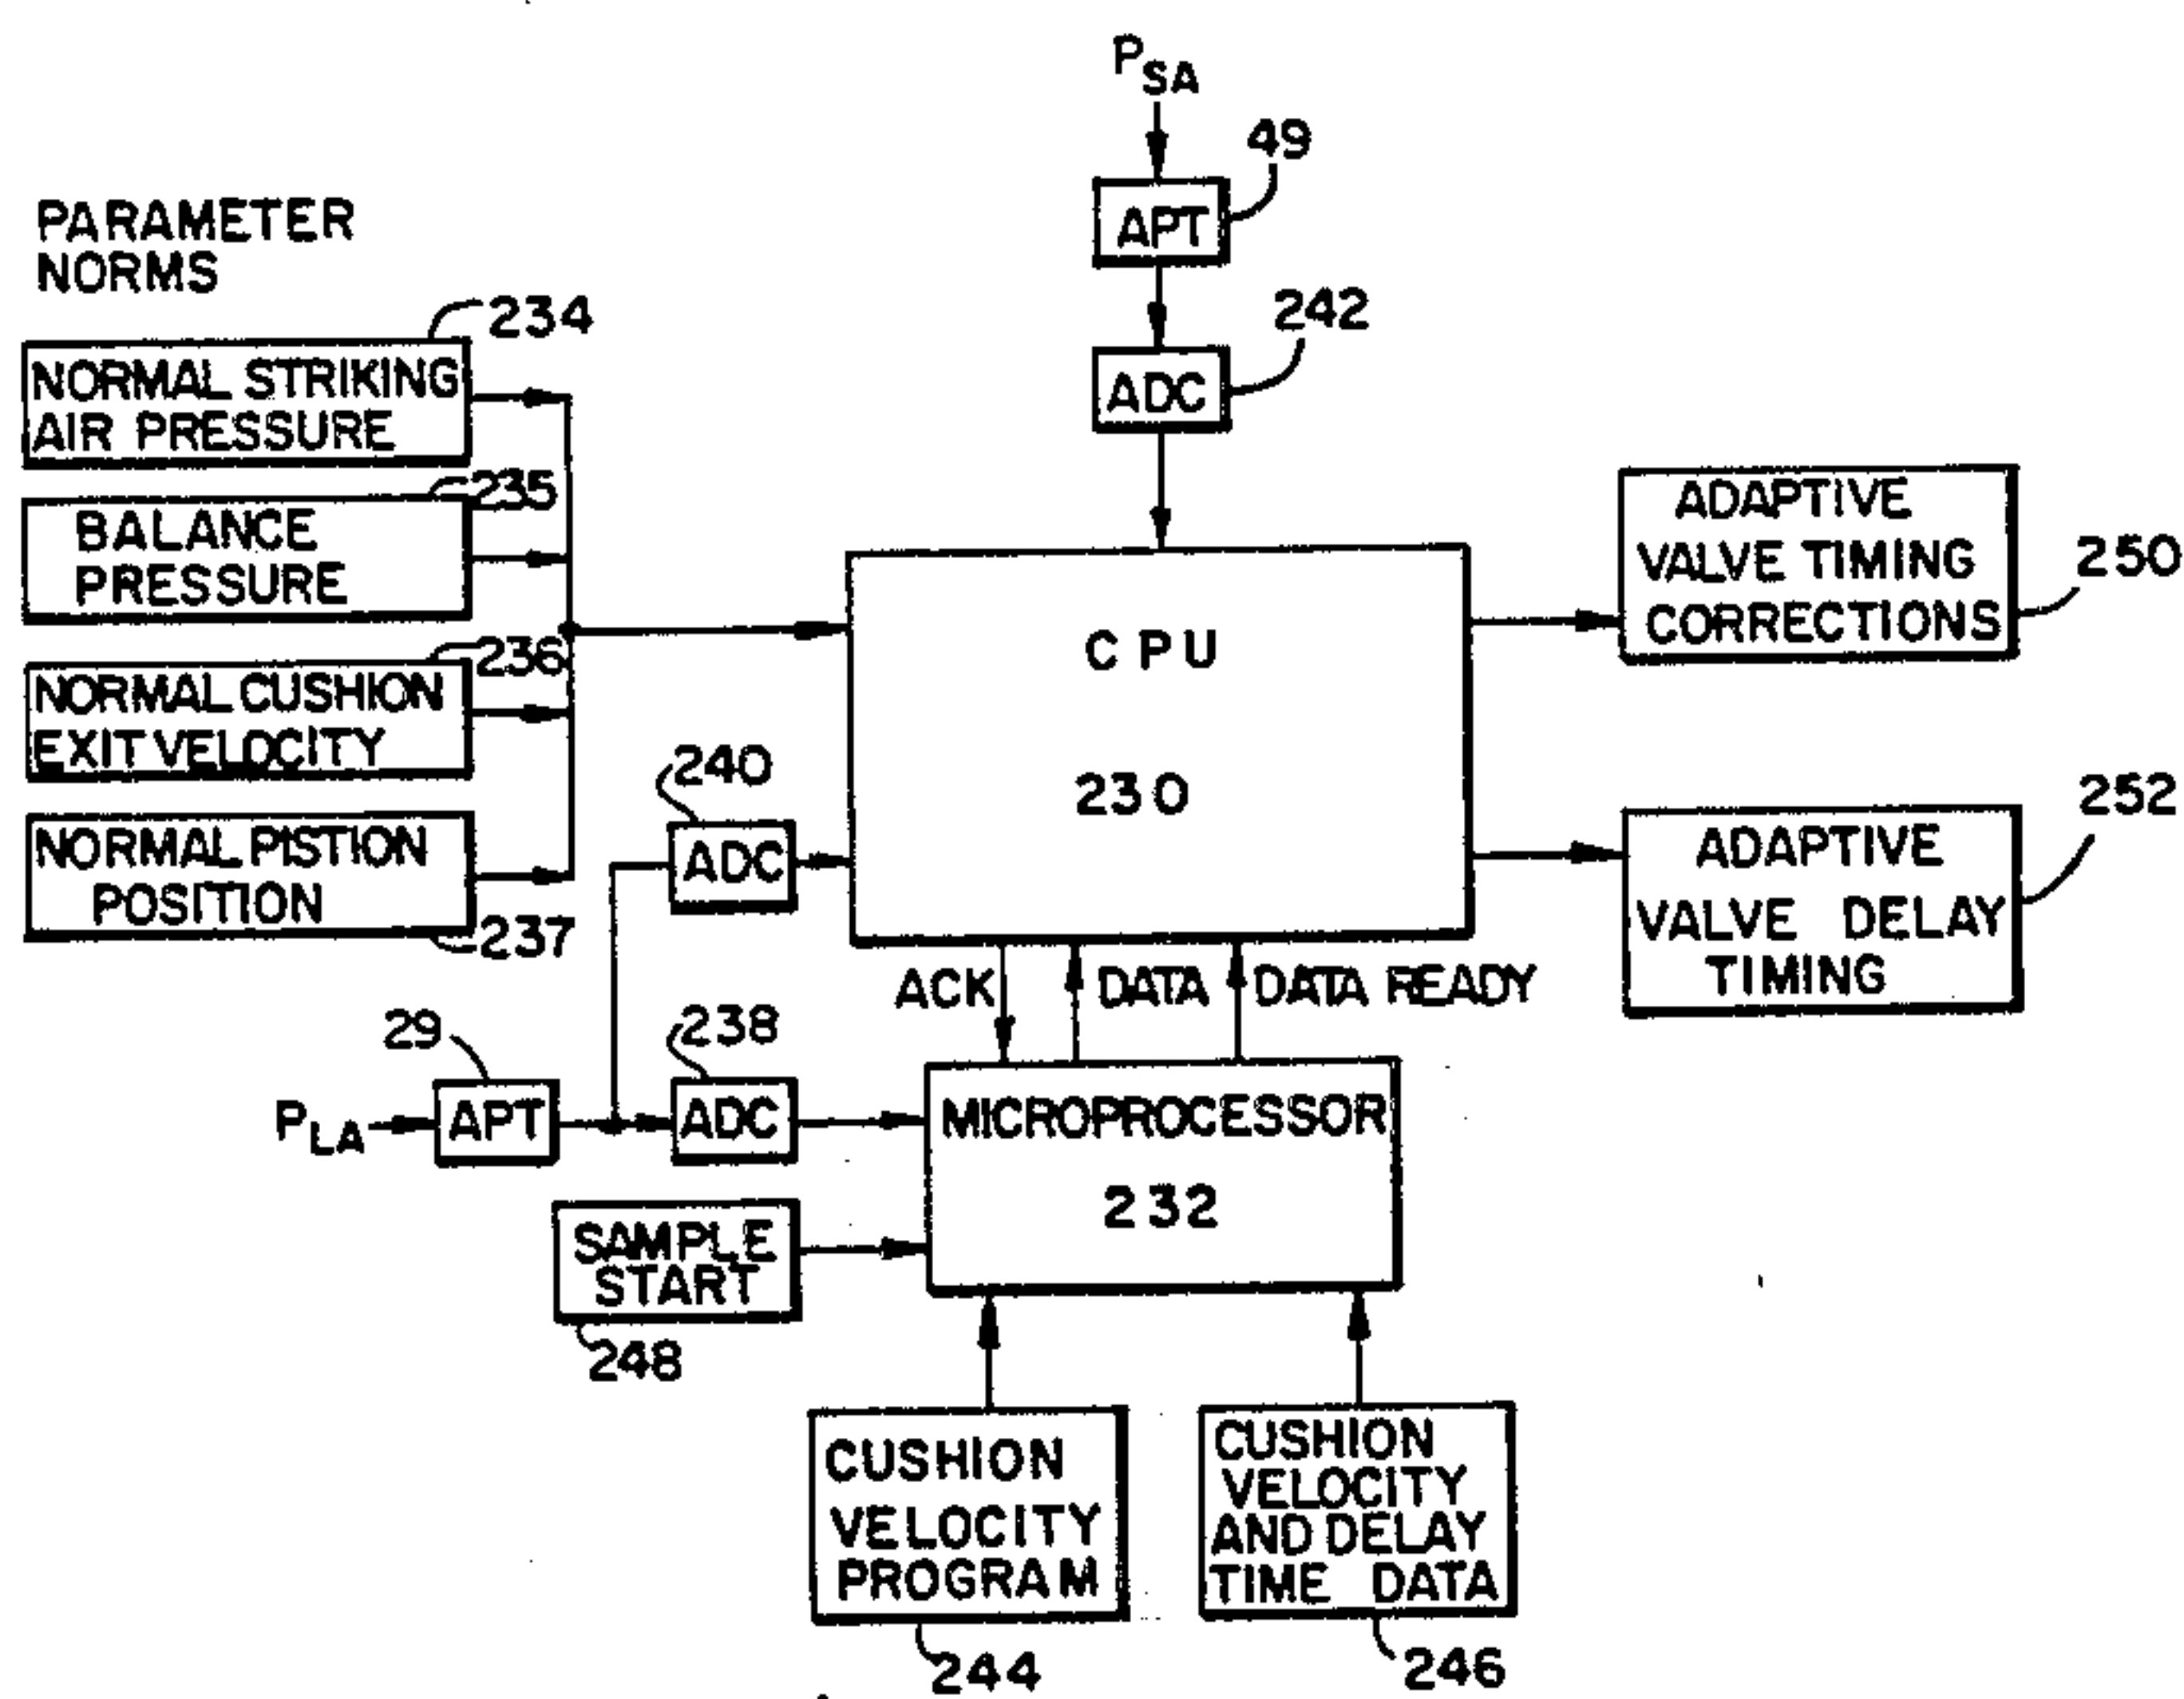 P_SA
49
APT
242
ADC
PARAMETER
NORMS
234
NORMAL STRIKING
AIR PRESSURE
235
BALANCE
PRESSURE
236
NORMAL CUSHION
EXIT VELOCITY
NORMAL PISTION
POSITION
237
240
ADC
CPU
230
ADAPTIVE
VALVE TIMING
CORRECTIONS
250
252
ADAPTIVE
VALVE DELAY
TIMING
ACK
DATA
DATA READY
29
P_LA
APT
238
ADC
MICROPROCESSOR
232
SAMPLE
START
248
CUSHION
VELOCITY
PROGRAM
244
CUSHION
VELOCITY
AND DELAY
TIME DATA
246